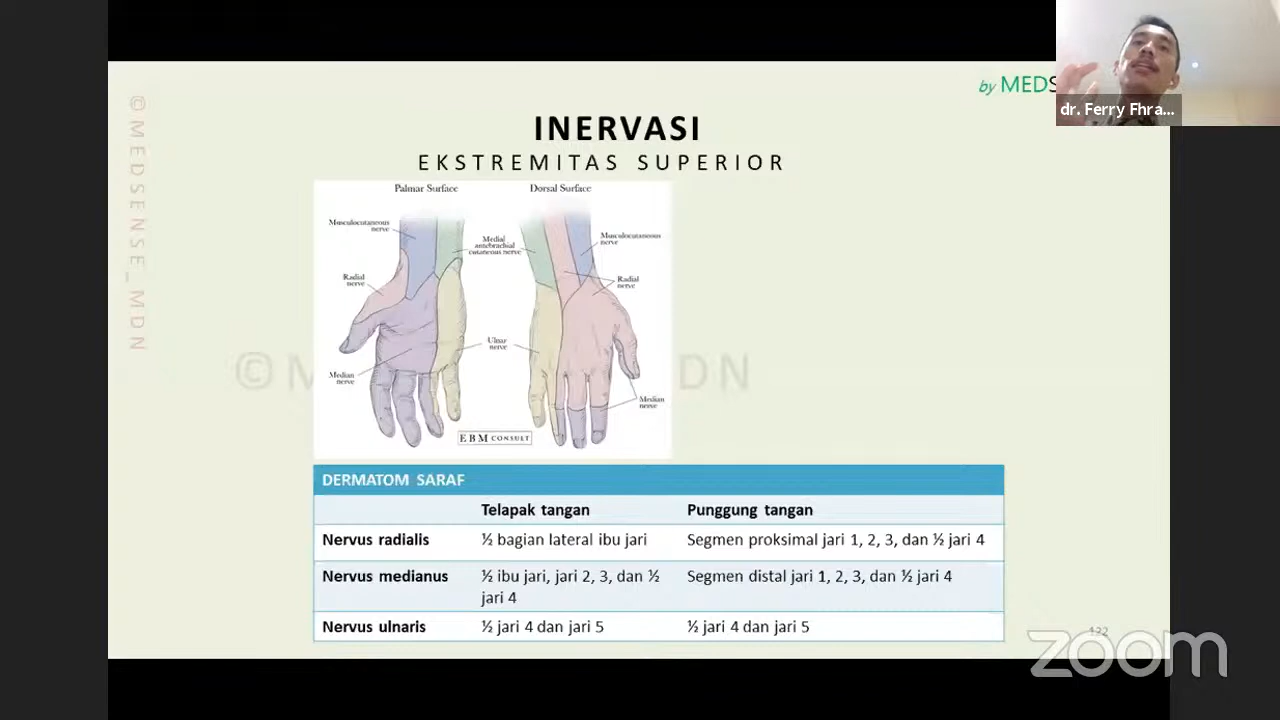 by MEDS
dr. Ferry Fhra...
©MEDSENSE_MDN
INERVASI
EKSTREMITAS SUPERIOR
Palmar Surface
Dorsal Surface
Musculocutaneous
nerve
Medial
antebrachial
cutaneous nerve
Musculocutaneous
nerve
Radial
nerve
Radial
nerve
Ulnar
nerve
Median
nerve
Median
nerve
EBM CONSULT
©M
DN
DERMATOM SARAF
Telapak tangan Punggung tangan
Nervus radialis ½ bagian lateral ibu jari Segmen proksimal jari 1, 2, 3, dan ½ jari 4
Nervus medianus ½ ibu jari, jari 2, 3, dan ½ Segmen distal jari 1, 2, 3, dan ½ jari 4
jari 4
Nervus ulnaris ½ jari 4 dan jari 5 ½ jari 4 dan jari 5
zoom